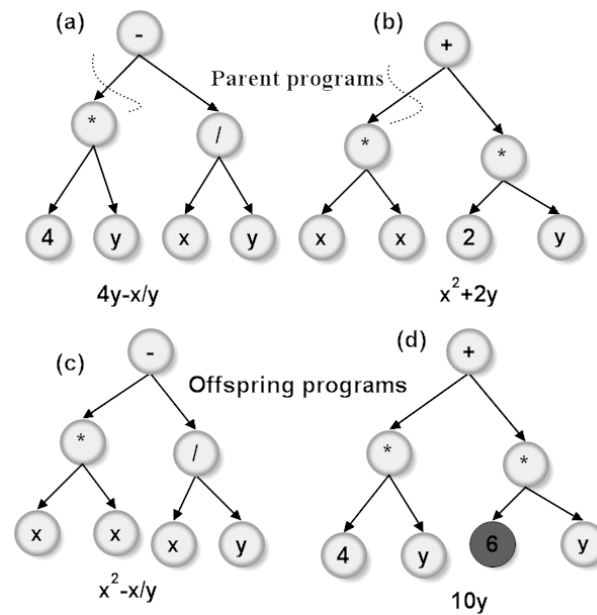 (a) - (b) +
Parent programs
* / * *
4 y x y x x 2 y
4y-x/y x²+2y
(c) - (d) +
Offspring programs
* / * *
x x x y 4 y 6 y
x²-x/y 10y